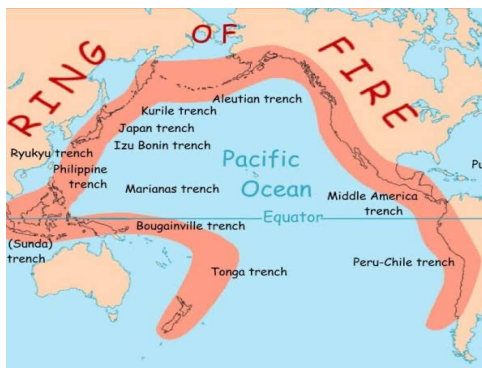 RING OF FIRE
Aleutian trench
Kurile trench
Japan trench
Izu Bonin trench
Ryukyu trench
Philippine
trench
Marianas trench
Pacific
Ocean
Equator
Middle America
trench
Bougainville trench
(Sunda)
trench
Tonga trench
Peru-Chile trench
Pu